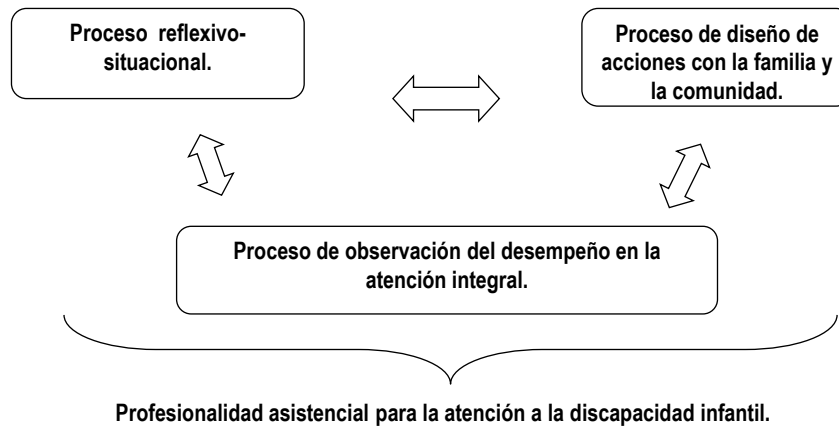 Proceso reflexivo-
situacional.
Proceso de diseño de
acciones con la familia y
la comunidad.
Proceso de observación del desempeño en la
atención integral.
Profesionalidad asistencial para la atención a la discapacidad infantil.